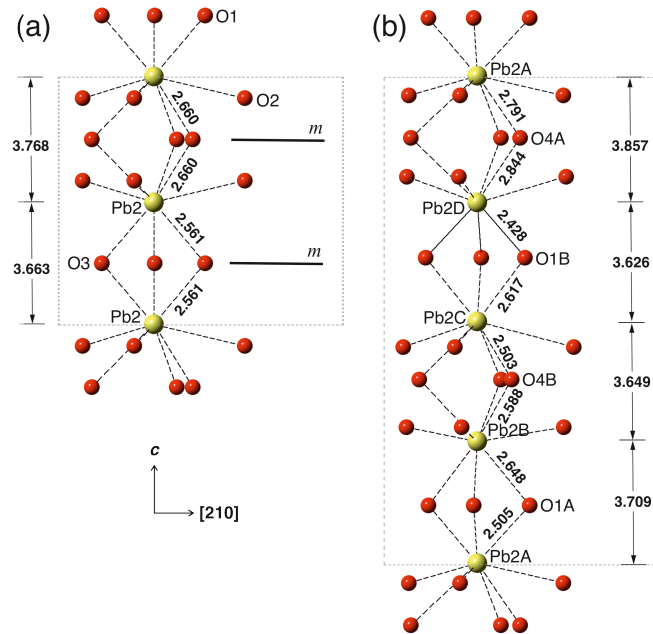 (a)
O1
O2
2.660
m
3.768
2.660
Pb2
2.561
O3
m
3.663
2.561
Pb2
c
[210]
(b)
Pb2A
2.791
O4A
3.857
2.844
Pb2D
2.428
O1B
3.626
2.617
Pb2C
2.503
O4B
3.649
2.588
Pb2B
2.648
O1A
3.709
2.505
Pb2A